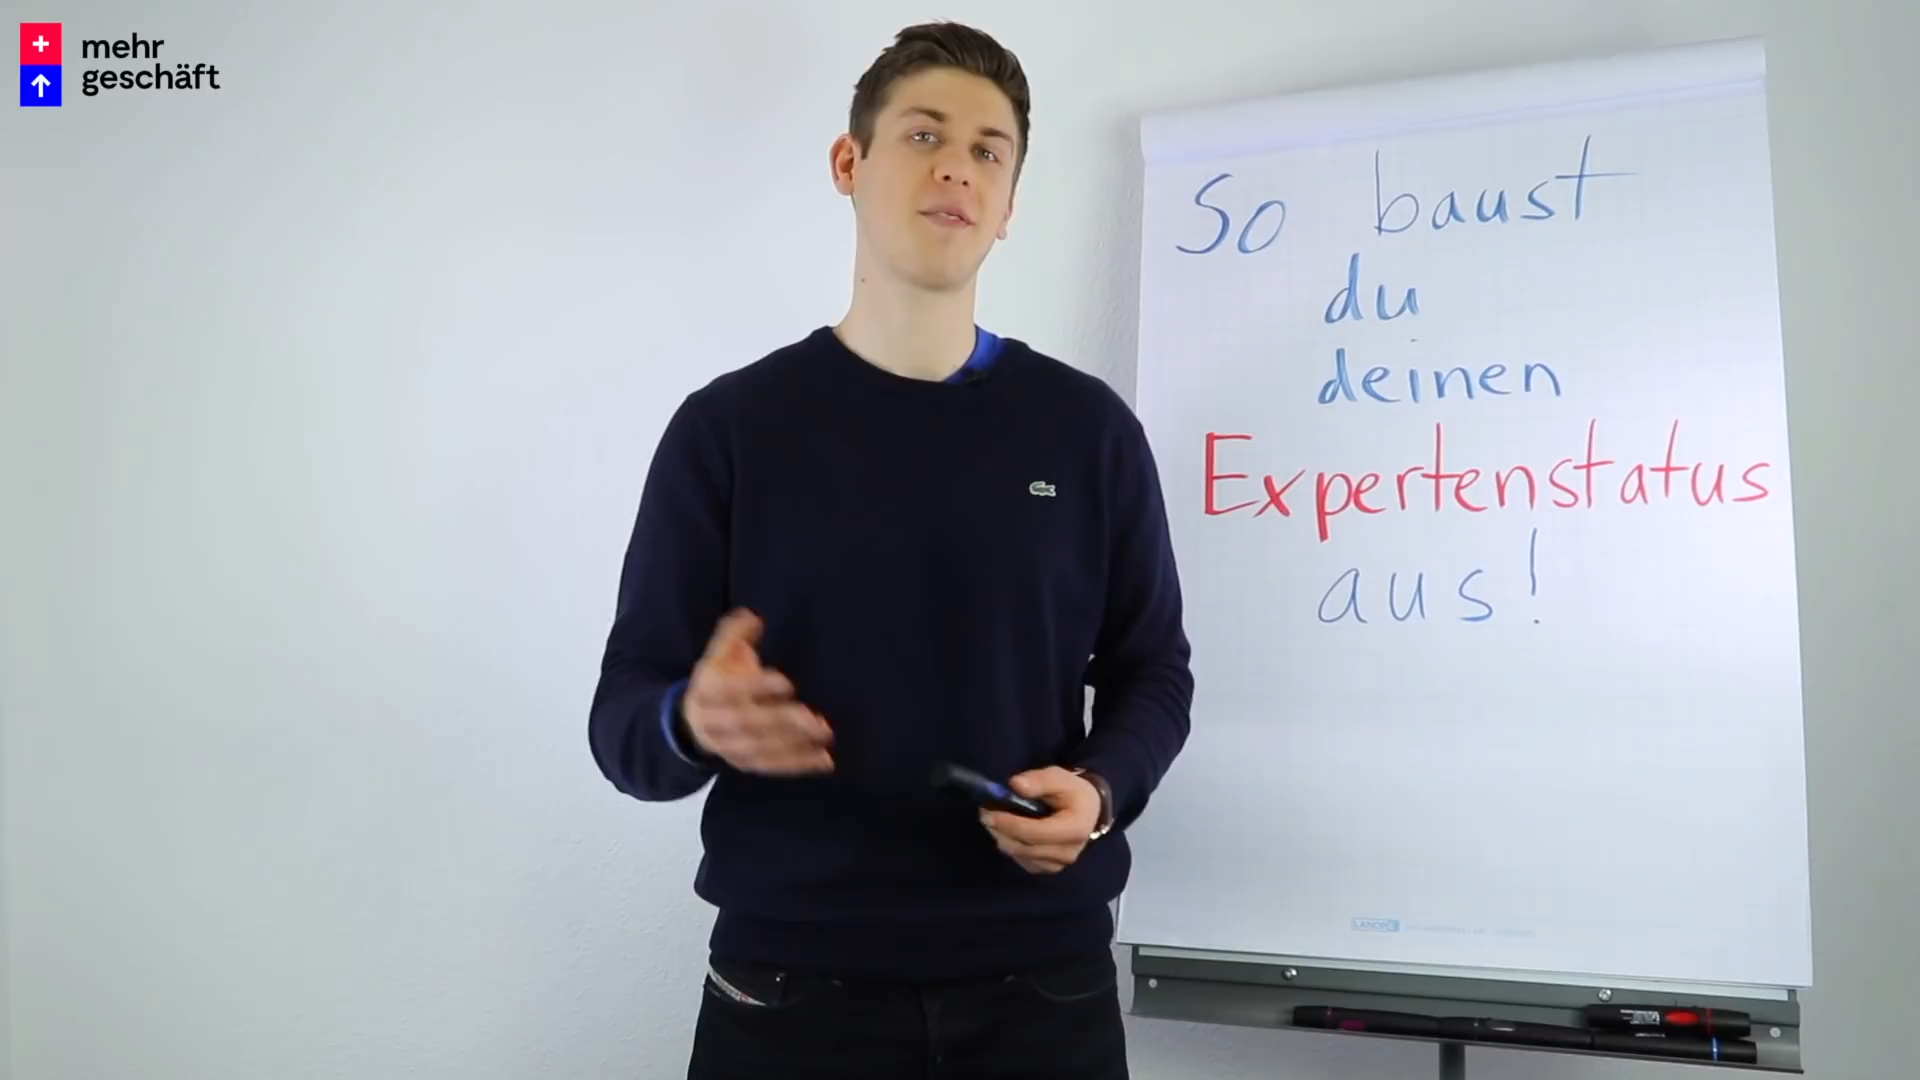 mehr
geschäft
So baust
du
deinen
Expertenstatus
aus!